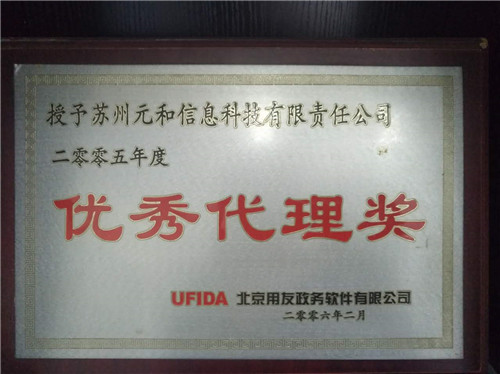 授予苏州元和信息科技有限责任公司
二零零五年度
优秀代理奖
UFIDA 北京用友政务软件有限公司
二零零六年二月